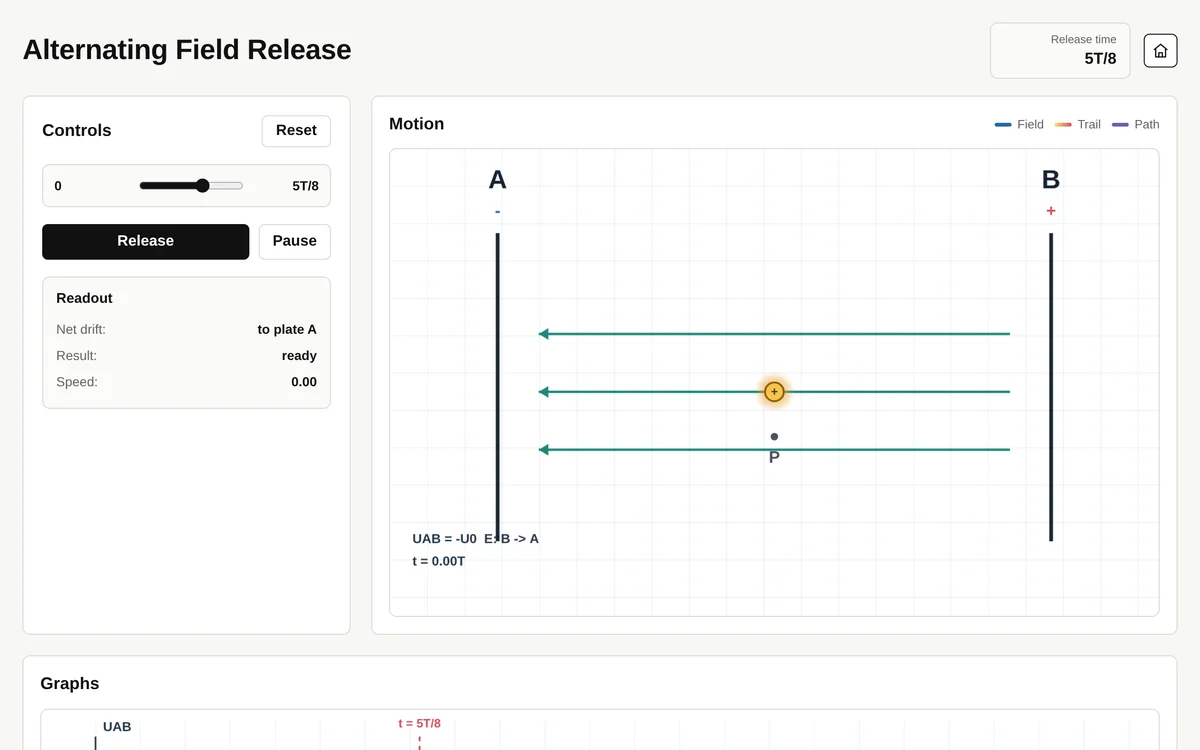 Alternating Field Release
Release time
5T/8
Controls
Reset
0
5T/8
Release
Pause
Readout
Net drift:
to plate A
Result:
ready
Speed:
0.00
Motion
Field
Trail
Path
A
B
-
+
+
P
UAB = -U0 E: B -> A
t = 0.00T
Graphs
UAB
t = 5T/8